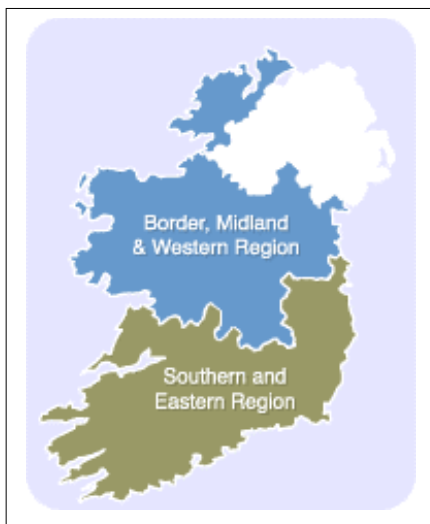 Border, Midland
& Western Region
Southern and
Eastern Region